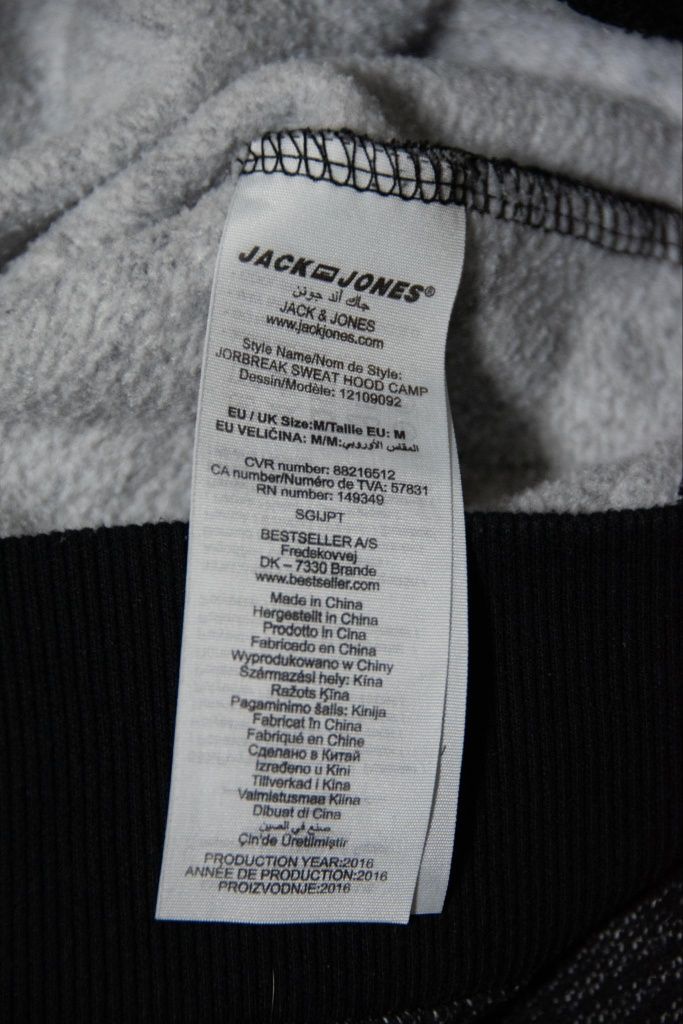 JACK JONES®
جاك أند جونز
JACK & JONES
www.jackjones.com
Style Name/Nom de Style:
JORBREAK SWEAT HOOD CAMP
Dessin/Modèle: 12109092
EU / UK Size:M/Taille EU: M
EU VELIČINA: M/M:المقاس الأوروبي
CVR number: 88216512
CA number/Numéro de TVA: 57831
RN number: 149349
SGIJPT
BESTSELLER A/S
Fredskovvej
DK – 7330 Brande
www.bestseller.com
Made in China
Hergestellt in China
Prodotto in Cina
Fabricado en China
Wyprodukowano w Chiny
Származási hely: Kína
Ražots Ķīna
Pagaminimo šalis: Kinija
Fabricat în China
Fabriqué en Chine
Сделано в Китай
Izrađeno u Kini
Tillverkad i Kina
Valmistusmaa Kiina
Dibuat di Cina
صنع في الصين
Çin'de Üretilmiştir
PRODUCTION YEAR:2016
ANNÉE DE PRODUCTION:2016
PROIZVODNJE:2016